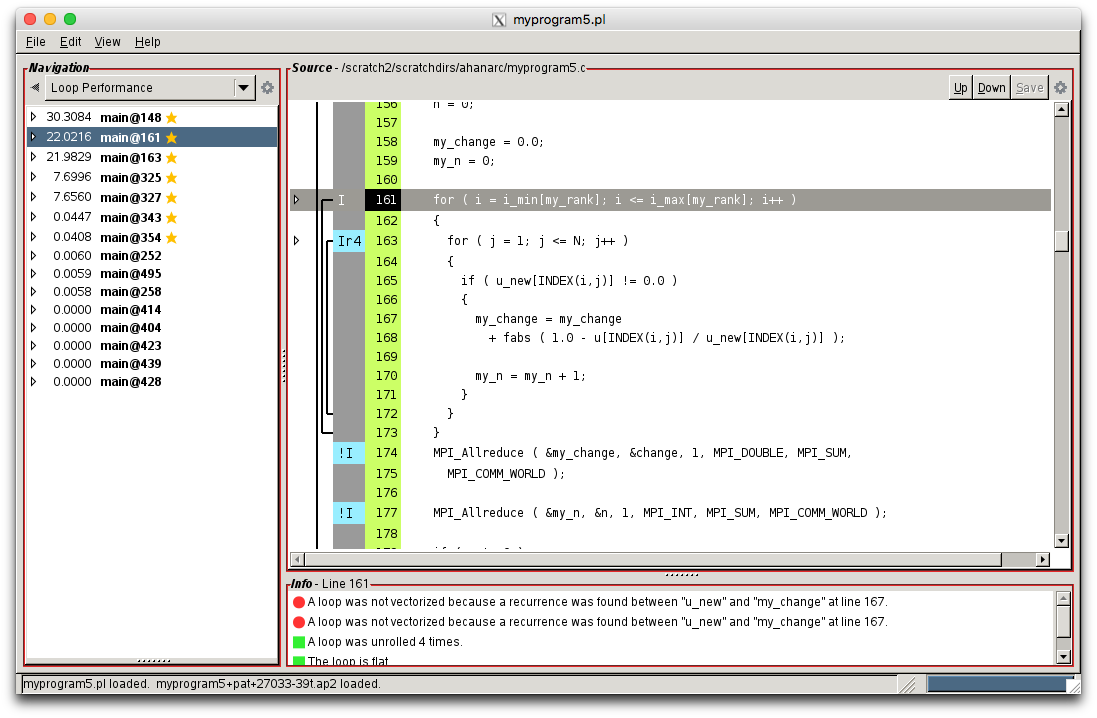 myprogram5.pl
File Edit View Help
Navigation
Loop Performance
30.3084 main@148
22.0216 main@161
21.9829 main@163
7.6996 main@325
7.6560 main@327
0.0447 main@343
0.0408 main@354
0.0060 main@252
0.0059 main@495
0.0058 main@258
0.0000 main@414
0.0000 main@404
0.0000 main@423
0.0000 main@439
0.0000 main@428
Source - /scratch2/scratchdirs/ahanarc/myprogram5.c
Up Down Save
156 n = 0;
157
158 my_change = 0.0;
159 my_n = 0;
160
I 161 for ( i = i_min[my_rank]; i <= i_max[my_rank]; i++ )
162 {
Ir4 163 for ( j = 1; j <= N; j++ )
164 {
165 if ( u_new[INDEX(i,j)] != 0.0 )
166 {
167 my_change = my_change
168 + fabs ( 1.0 - u[INDEX(i,j)] / u_new[INDEX(i,j)] );
169
170 my_n = my_n + 1;
171 }
172 }
173 }
!I 174 MPI_Allreduce ( &my_change, &change, 1, MPI_DOUBLE, MPI_SUM,
175 MPI_COMM_WORLD );
176
!I 177 MPI_Allreduce ( &my_n, &n, 1, MPI_INT, MPI_SUM, MPI_COMM_WORLD );
178
Info - Line 161
A loop was not vectorized because a recurrence was found between "u_new" and "my_change" at line 167.
A loop was not vectorized because a recurrence was found between "u_new" and "my_change" at line 167.
A loop was unrolled 4 times.
The loop is flat
myprogram5.pl loaded. myprogram5+pat+27033-39t.ap2 loaded.